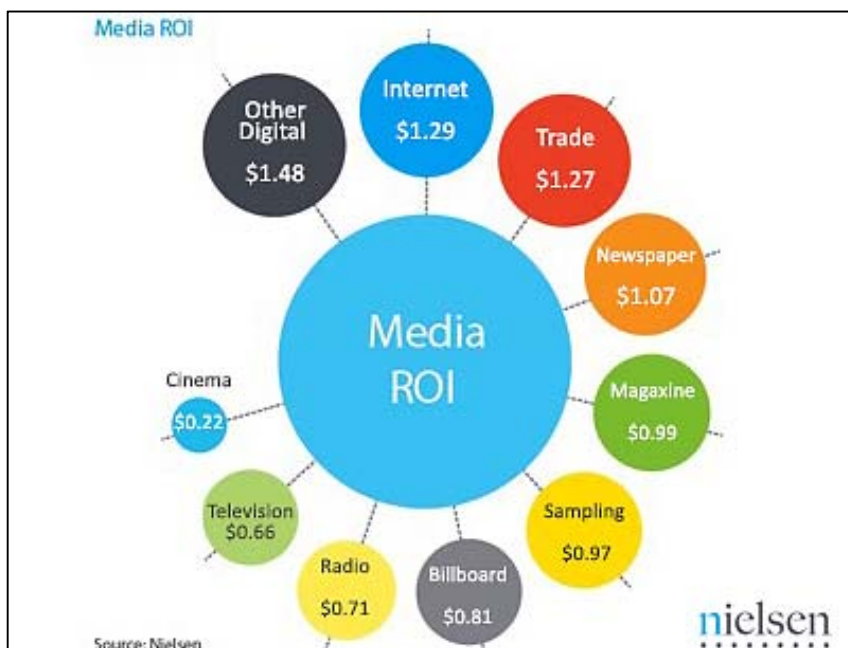 Media ROI
Other
Digital
$1.48
Internet
$1.29
Trade
$1.27
Newspaper
$1.07
Magaxine
$0.99
Sampling
$0.97
Billboard
$0.81
Radio
$0.71
Television
$0.66
Cinema
$0.22
Media
ROI
Source: Nielsen
nielsen